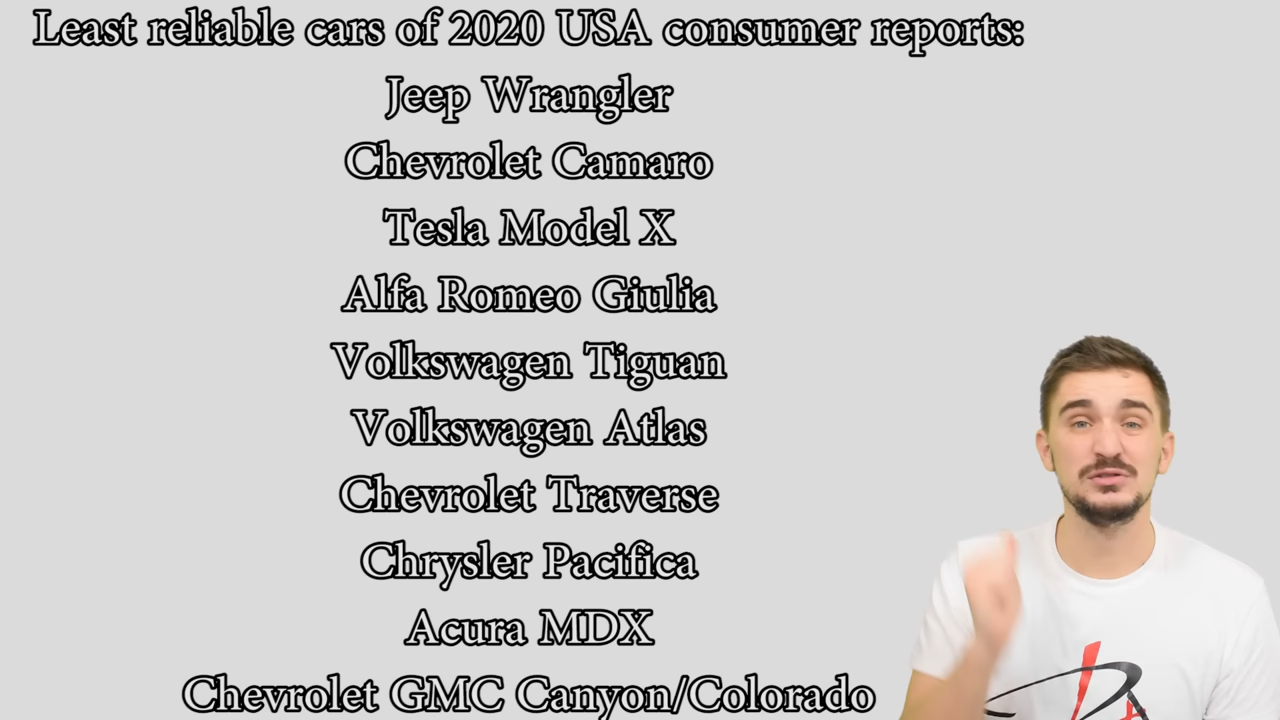 Least reliable cars of 2020 USA consumer reports:
Jeep Wrangler
Chevrolet Camaro
Tesla Model X
Alfa Romeo Giulia
Volkswagen Tiguan
Volkswagen Atlas
Chevrolet Traverse
Chrysler Pacifica
Acura MDX
Chevrolet GMC Canyon/Colorado